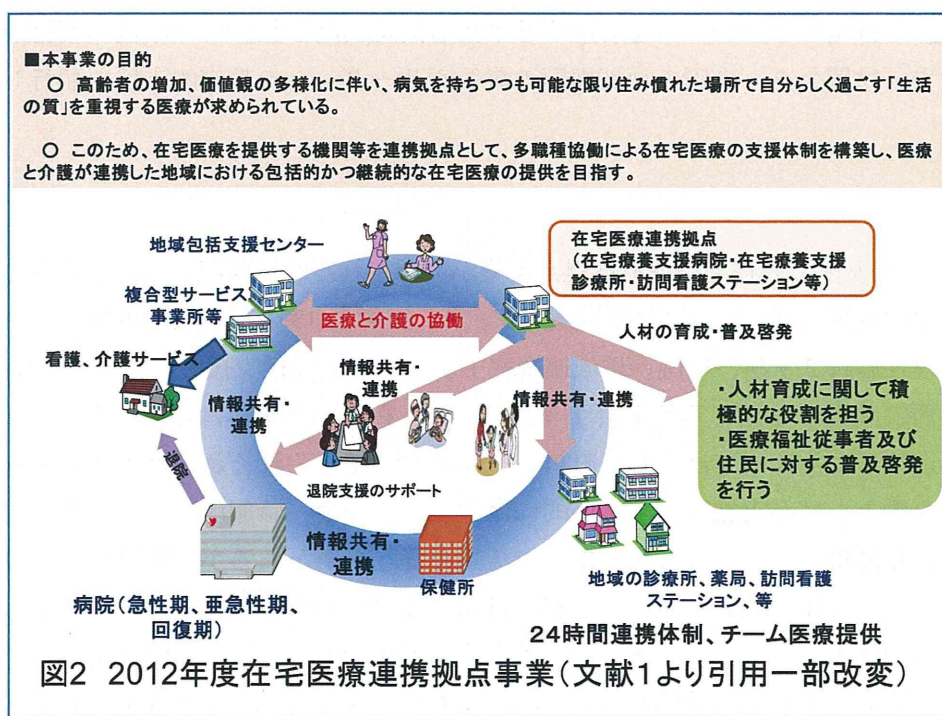 ■本事業の目的
○ 高齢者の増加、価値観の多様化に伴い、病気を持ちつつも可能な限り住み慣れた場所で自分らしく過ごす「生活
の質」を重視する医療が求められている。
○ このため、在宅医療を提供する機関等を連携拠点として、多職種協働による在宅医療の支援体制を構築し、医療
と介護が連携した地域における包括的かつ継続的な在宅医療の提供を目指す。
地域包括支援センター
在宅医療連携拠点
(在宅療養支援病院・在宅療養支援
診療所・訪問看護ステーション等)
複合型サービス
事業所等
医療と介護の協働
人材の育成・普及啓発
看護、介護サービス
情報共有・
連携
情報共有・
連携
情報共有・連携
・人材育成に関して積
極的な役割を担う
・医療福祉従事者及び
住民に対する普及啓発
を行う
退院
退院支援のサポート
情報共有・
連携
保健所
地域の診療所、薬局、訪問看護
ステーション、等
病院(急性期、亜急性期、
回復期)
24時間連携体制、チーム医療提供
図2 2012年度在宅医療連携拠点事業(文献1より引用一部改変)